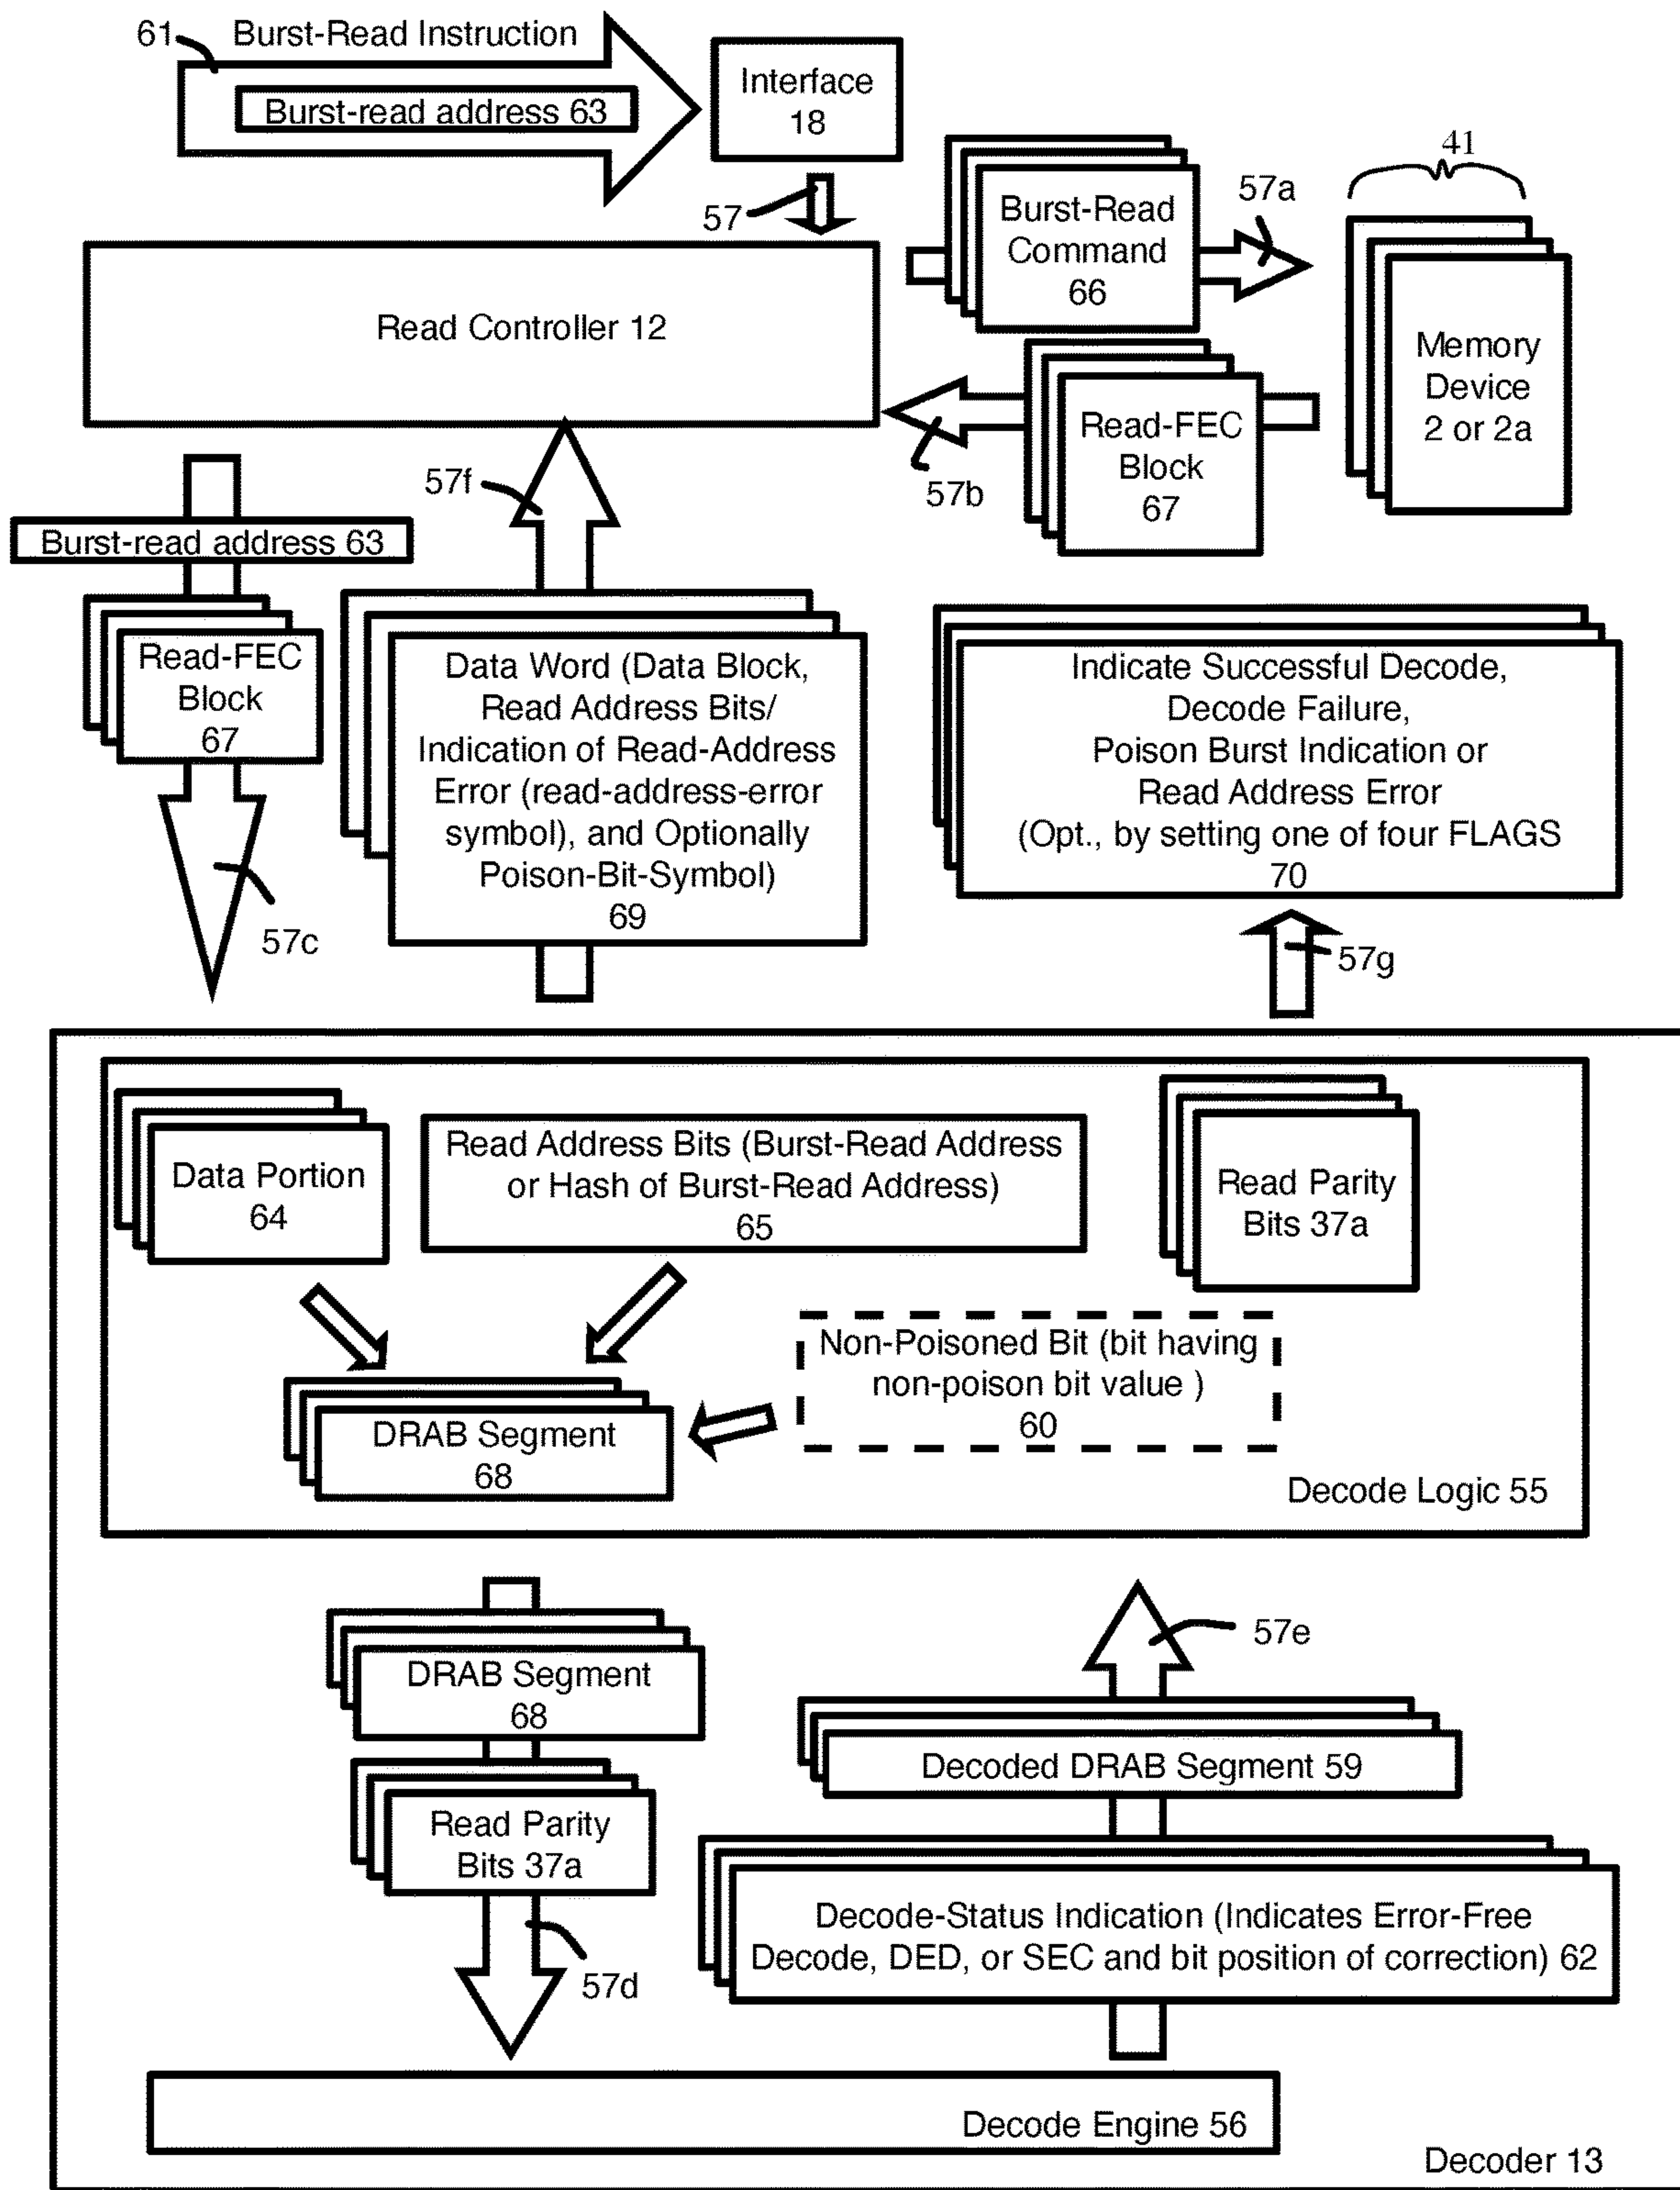 61
Burst-Read Instruction
Burst-read address 63
Interface
18
57
Burst-Read
Command
66
57a
41
Memory
Device
2 or 2a
Read Controller 12
Read-FEC
Block
67
57b
57f
Burst-read address 63
Read-FEC
Block
67
57c
Data Word (Data Block,
Read Address Bits/
Indication of Read-Address
Error (read-address-error
symbol), and Optionally
Poison-Bit-Symbol)
69
Indicate Successful Decode,
Decode Failure,
Poison Burst Indication or
Read Address Error
(Opt., by setting one of four FLAGS
70
57g
Data Portion
64
Read Address Bits (Burst-Read Address
or Hash of Burst-Read Address)
65
Read Parity
Bits 37a
Non-Poisoned Bit (bit having
non-poison bit value )
60
DRAB Segment
68
Decode Logic 55
DRAB Segment
68
Read Parity
Bits 37a
57d
57e
Decoded DRAB Segment 59
Decode-Status Indication (Indicates Error-Free
Decode, DED, or SEC and bit position of correction) 62
Decode Engine 56
Decoder 13